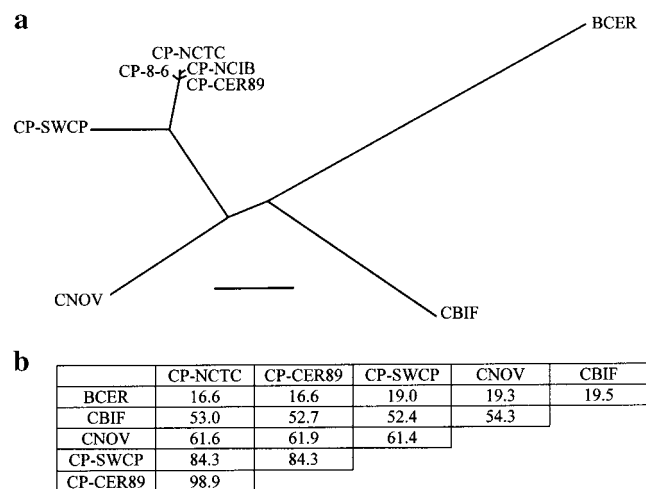 a
BCER
CP-NCTC
CP-8-6 CP-NCIB
CP-CER89
CP-SWCP
CNOV
CBIF
b
CP-NCTC CP-CER89 CP-SWCP CNOV CBIF
BCER 16.6 16.6 19.0 19.3 19.5
CBIF 53.0 52.7 52.4 54.3
CNOV 61.6 61.9 61.4
CP-SWCP 84.3 84.3
CP-CER89 98.9